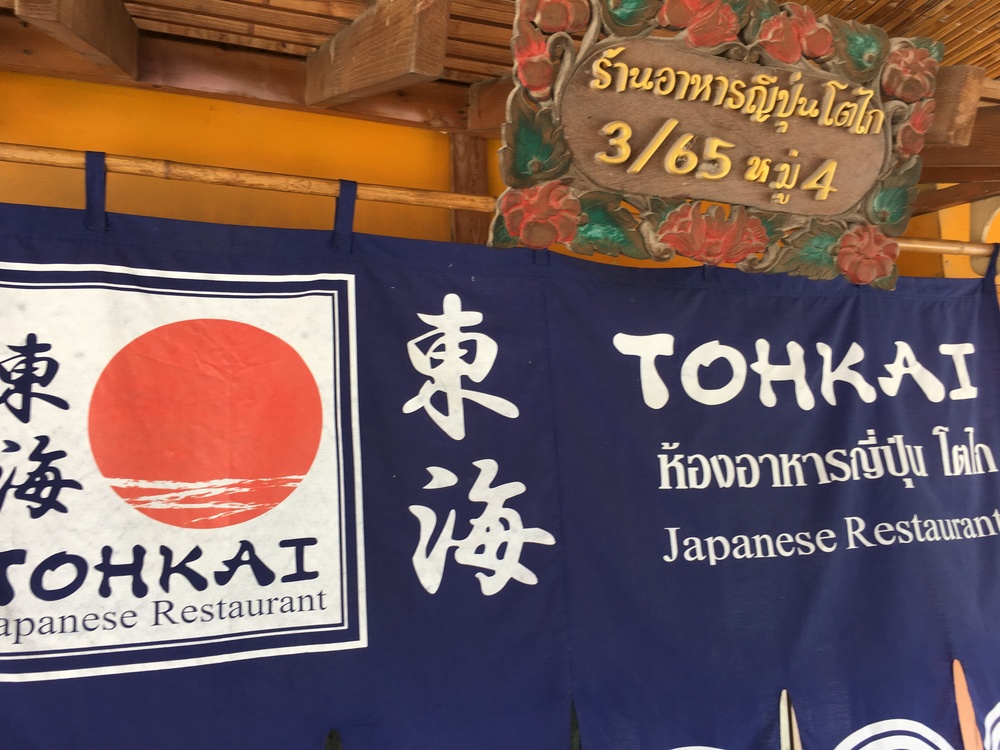 ร้านอาหารญี่ปุ่นโตไก
3/65 หมู่ 4
東海
TOHKAI
Japanese Restaurant
東海
TOHKAI
ห้องอาหารญี่ปุ่น โตไก
Japanese Restaurant